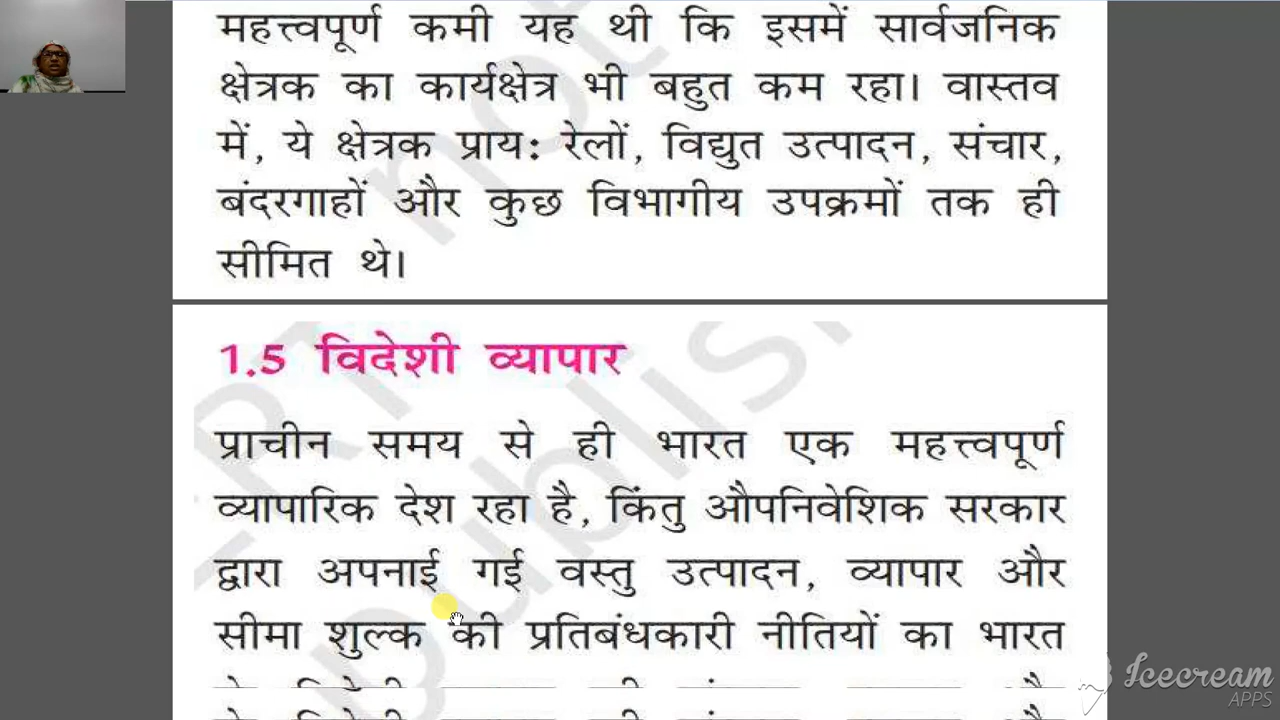 महत्त्वपूर्ण कमी यह थी कि इसमें सार्वजनिक
क्षेत्रक का कार्यक्षेत्र भी बहुत कम रहा। वास्तव
में, ये क्षेत्रक प्राय: रेलों, विद्युत उत्पादन, संचार,
बंदरगाहों और कुछ विभागीय उपक्रमों तक ही
सीमित थे।
1.5 विदेशी व्यापार
प्राचीन समय से ही भारत एक महत्त्वपूर्ण
व्यापारिक देश रहा है, किंतु औपनिवेशिक सरकार
द्वारा अपनाई गई वस्तु उत्पादन, व्यापार और
सीमा शुल्क की प्रतिबंधकारी नीतियों का भारत
Icecream
APPS